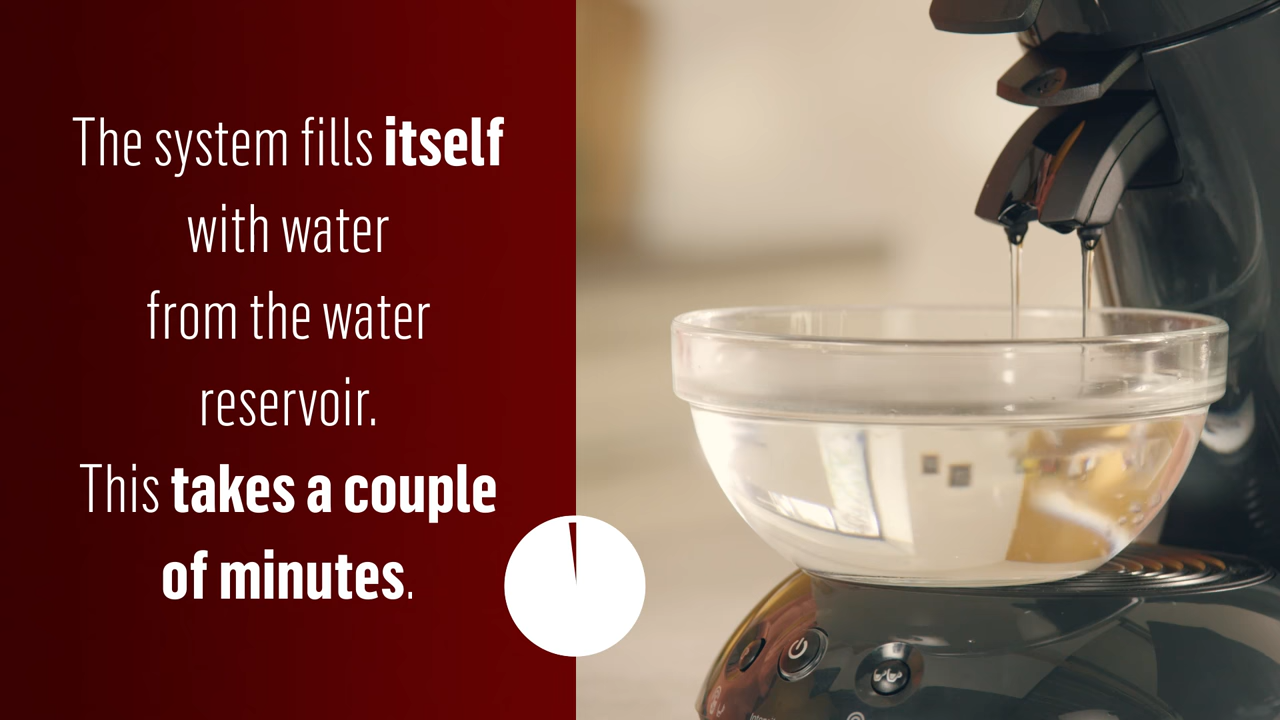 The system fills itself
with water
from the water
reservoir.
This takes a couple
of minutes.